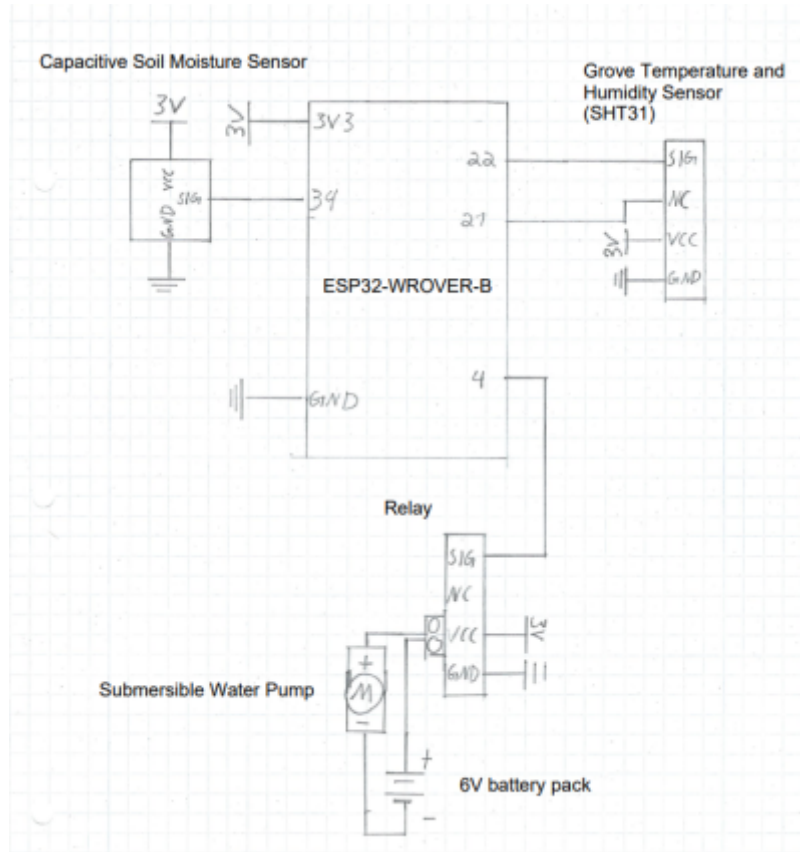 Capacitive Soil Moisture Sensor
Grove Temperature and
Humidity Sensor
(SHT31)
3V
VCC
SIG
GND
3V
3V3
34
22
21
4
GND
ESP32-WROVER-B
SIG
NC
3V
VCC
GND
Relay
SIG
NC
VCC
3V
GND
+
M
-
Submersible Water Pump
+
-
6V battery pack